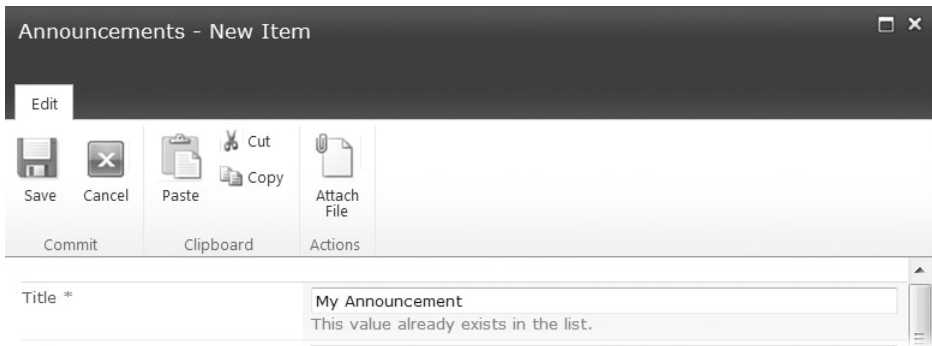 Announcements - New Item
Edit
Save
Cancel
Paste
Cut
Copy
Attach
File
Commit
Clipboard
Actions
Title *
My Announcement
This value already exists in the list.